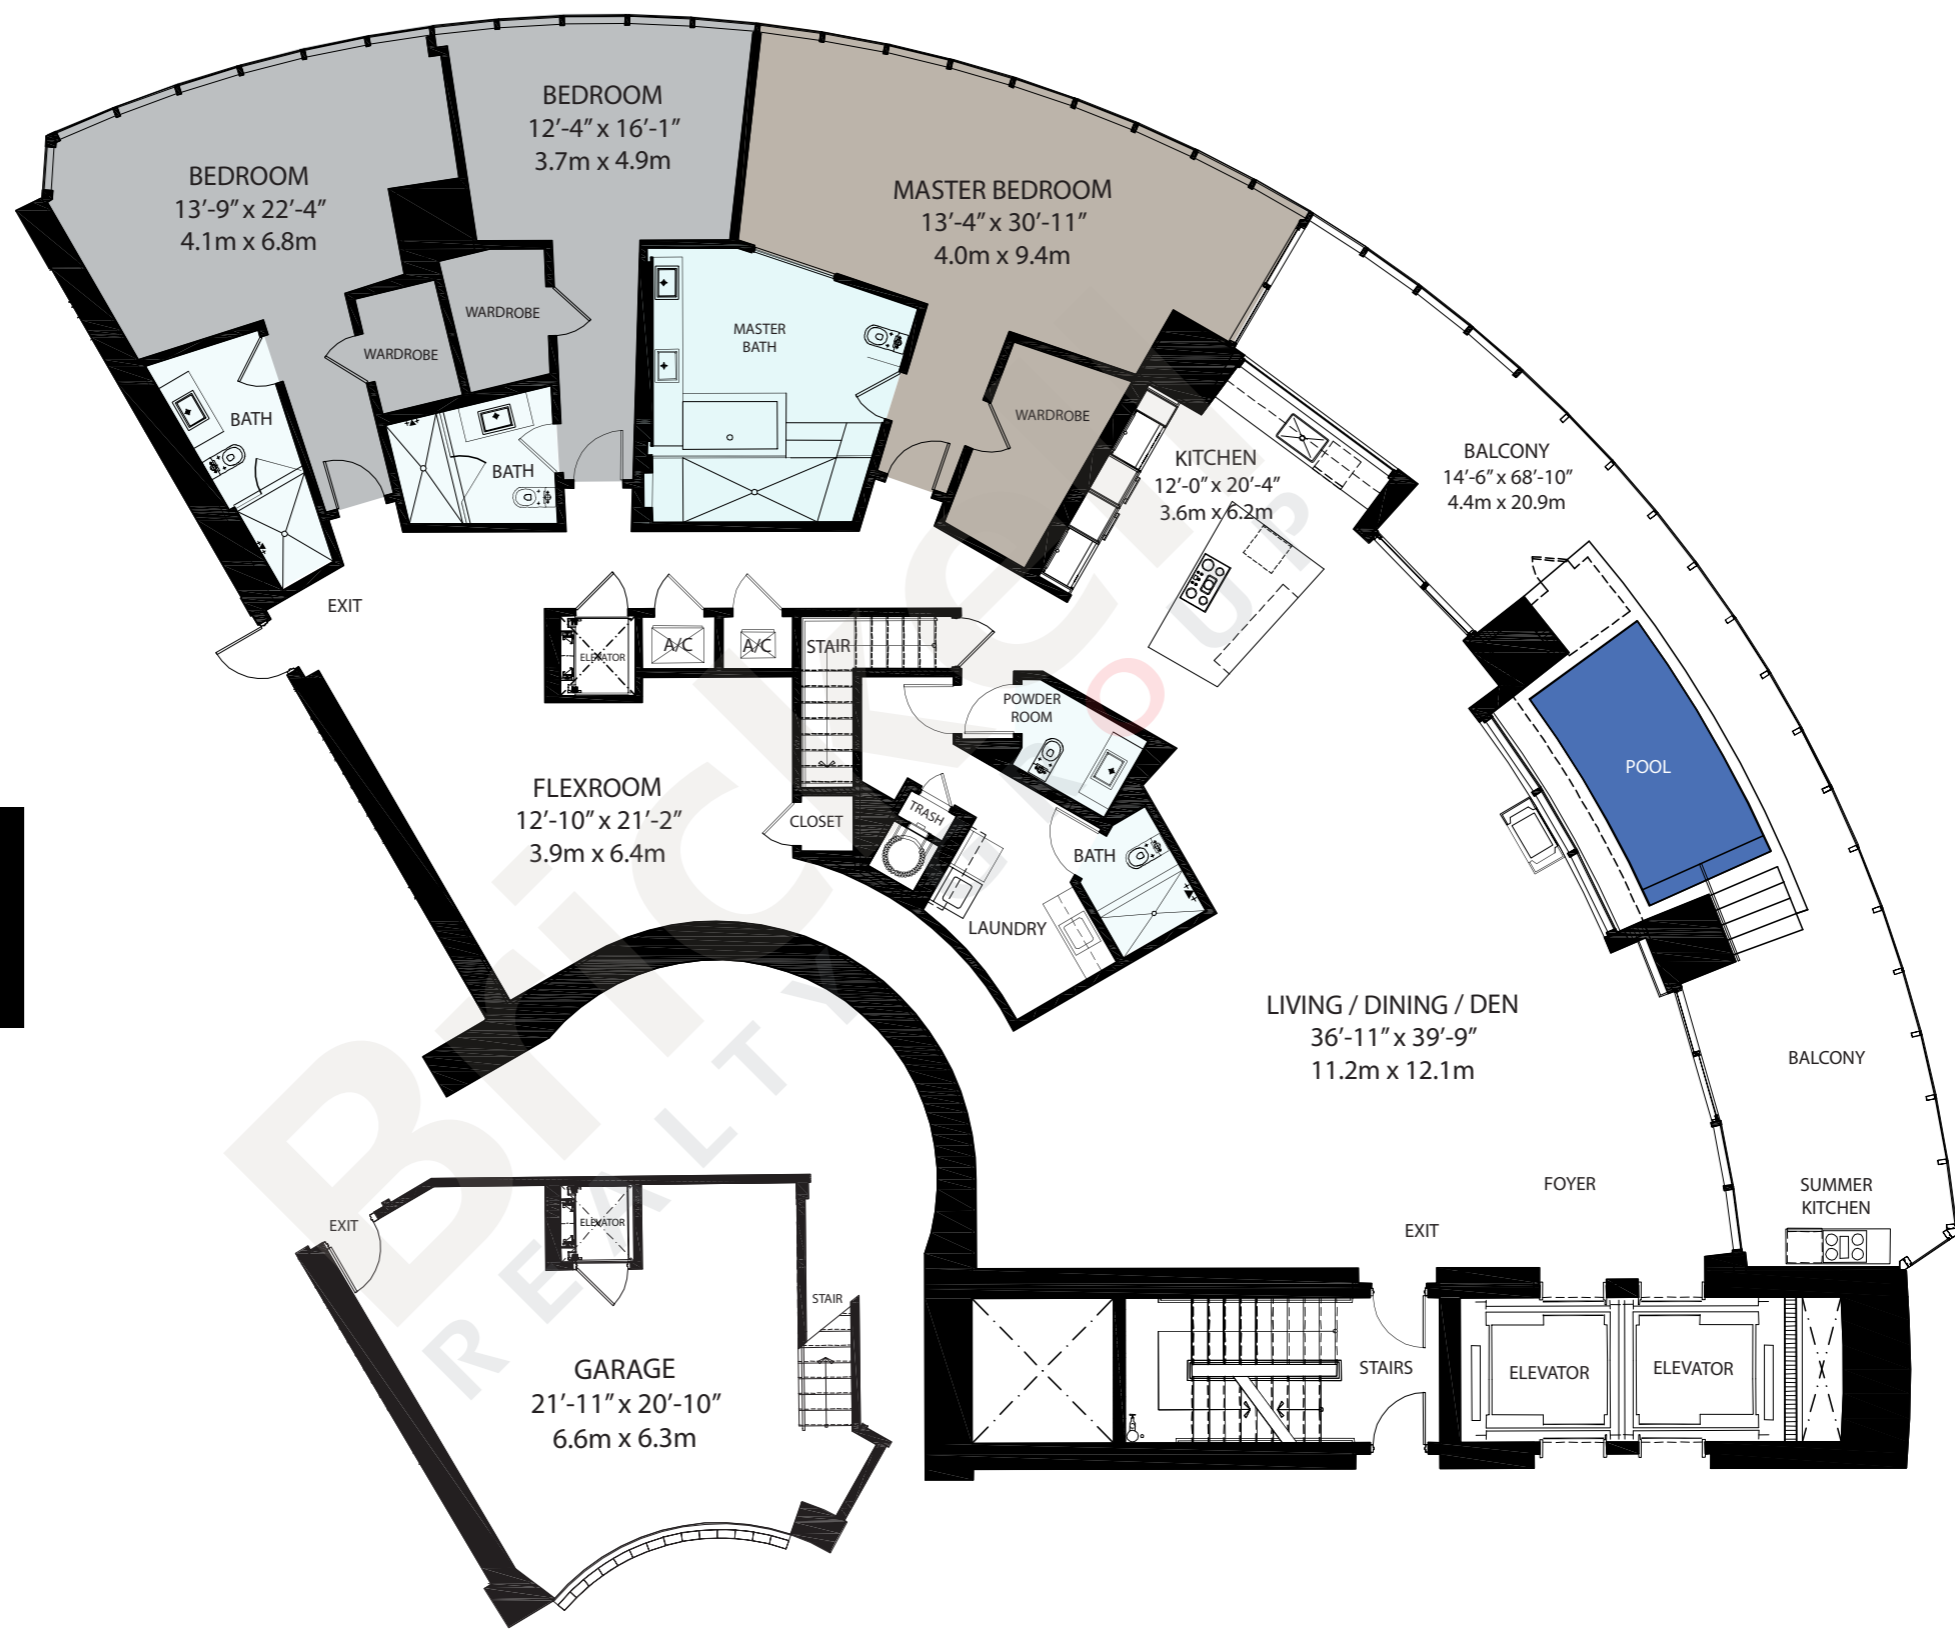 BEDROOM
12’-4” x 16’-1”
3.7m x 4.9m
BEDROOM
13’-9” x 22’-4”
4.1m x 6.8m
MASTER BEDROOM
13’-4” x 30’-11”
4.0m x 9.4m
WARDROBE
WARDROBE
MASTER
BATH
WARDROBE
BATH
BATH
KITCHEN
12’-0” x 20’-4”
3.6m x 6.2m
BALCONY
14’-6” x 68’-10”
4.4m x 20.9m
EXIT
ELEVATOR
A/C
A/C
STAIR
POWDER
ROOM
POOL
FLEXROOM
12’-10” x 21’-2”
3.9m x 6.4m
CLOSET
TRASH
BATH
LAUNDRY
LIVING / DINING / DEN
36’-11” x 39’-9”
11.2m x 12.1m
BALCONY
FOYER
SUMMER
KITCHEN
EXIT
EXIT
ELEVATOR
STAIR
GARAGE
21’-11” x 20’-10”
6.6m x 6.3m
STAIRS
ELEVATOR
ELEVATOR
Brickell
REALTY GROUP